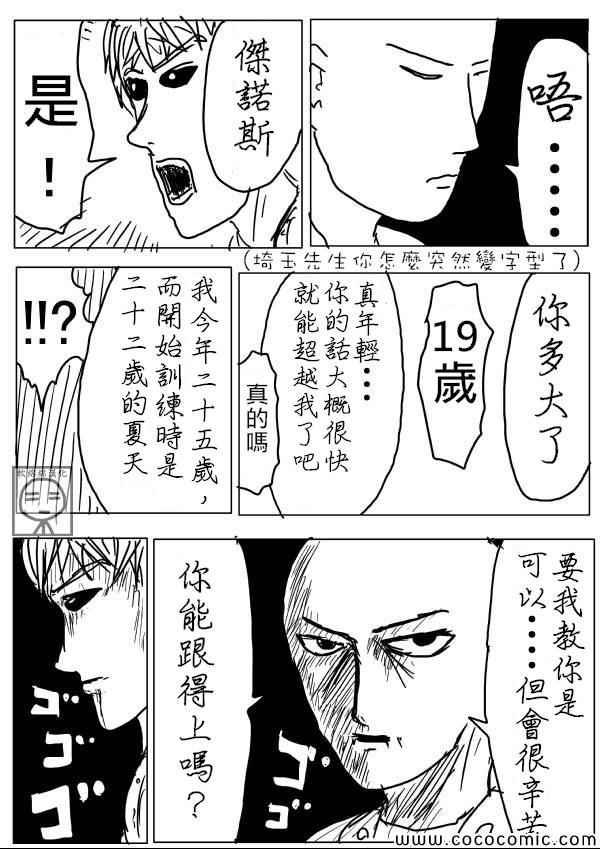 唔……
傑諾斯
是！
(埼玉先生你怎麼突然變字型了)
你多大了
19歲
真年輕…
你的話大概很快
就能超越我了吧
真的嗎
我今年二十五歲，
而開始訓練時是
二十二歲的夏天
!!?
要我教你是
可以……但會很辛苦
你能跟得上嗎？
ゴゴゴ
ゴゴ
www.cococomic.com